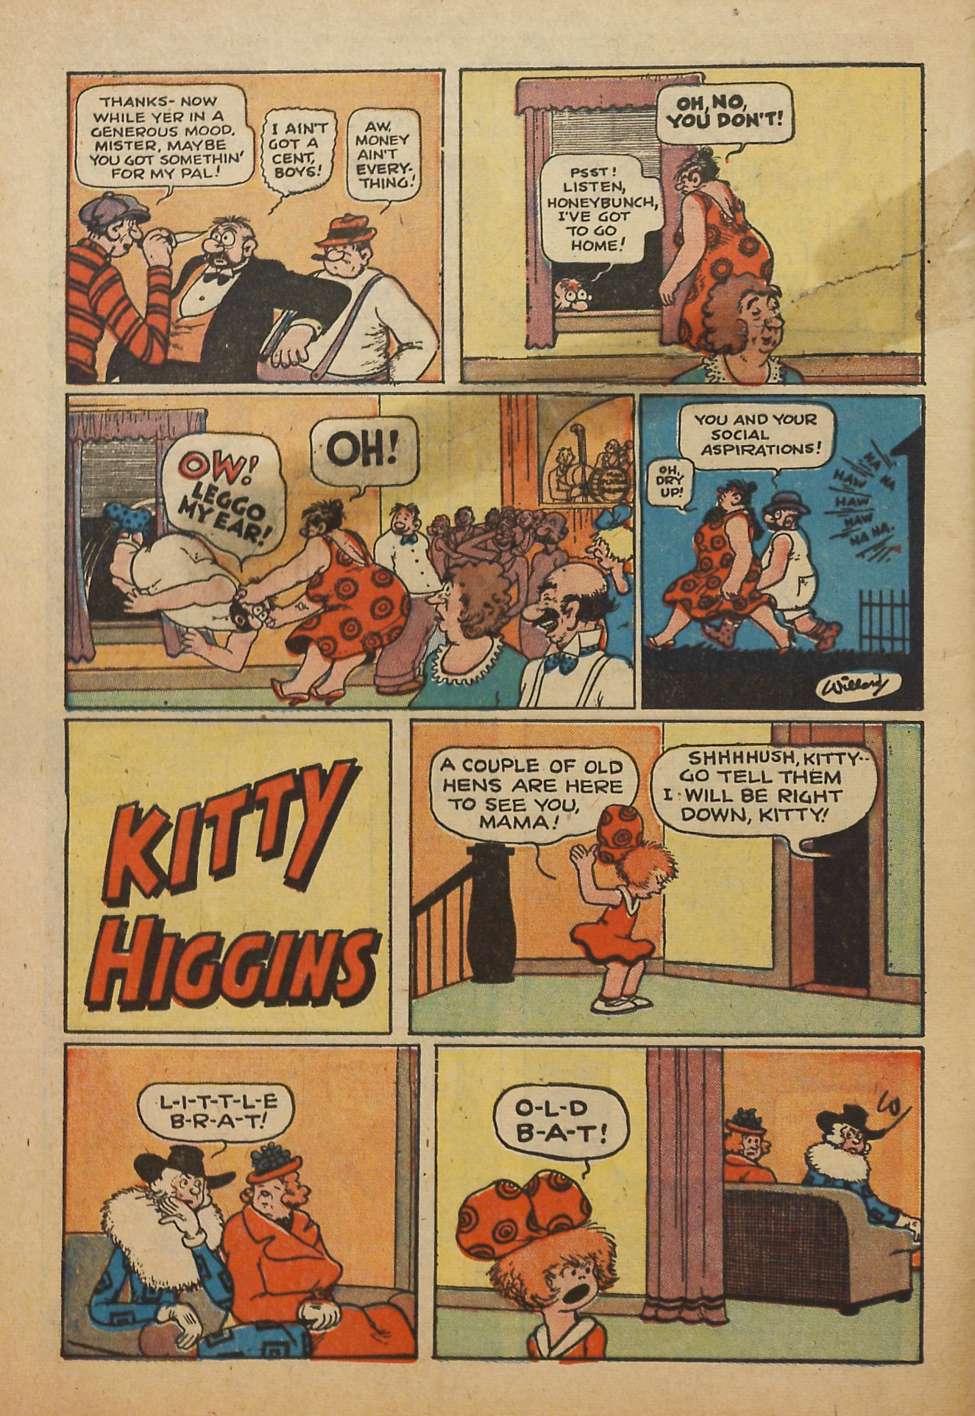 THANKS- NOW
WHILE YER IN A
GENEROUS MOOD,
MISTER, MAYBE
YOU GOT SOMETHIN'
FOR MY PAL!
I AIN'T
GOT A
CENT,
BOYS!
AW,
MONEY
AIN'T
EVERY-
THING!
PSST!
LISTEN,
HONEYBUNCH,
I'VE GOT
TO GO
HOME!
OH, NO,
YOU DON'T!
OW!
LEGGO
MY EAR!
OH!
OH,
DRY
UP!
YOU AND YOUR
SOCIAL
ASPIRATIONS!
HA HA
HAW
HAW
HAW
HA HA.
Willard
KITTY
HIGGINS
A COUPLE OF OLD
HENS ARE HERE
TO SEE YOU,
MAMA!
SHHHHUSH, KITTY--
GO TELL THEM
I WILL BE RIGHT
DOWN, KITTY!
L-I-T-T-L-E
B-R-A-T!
O-L-D
B-A-T!